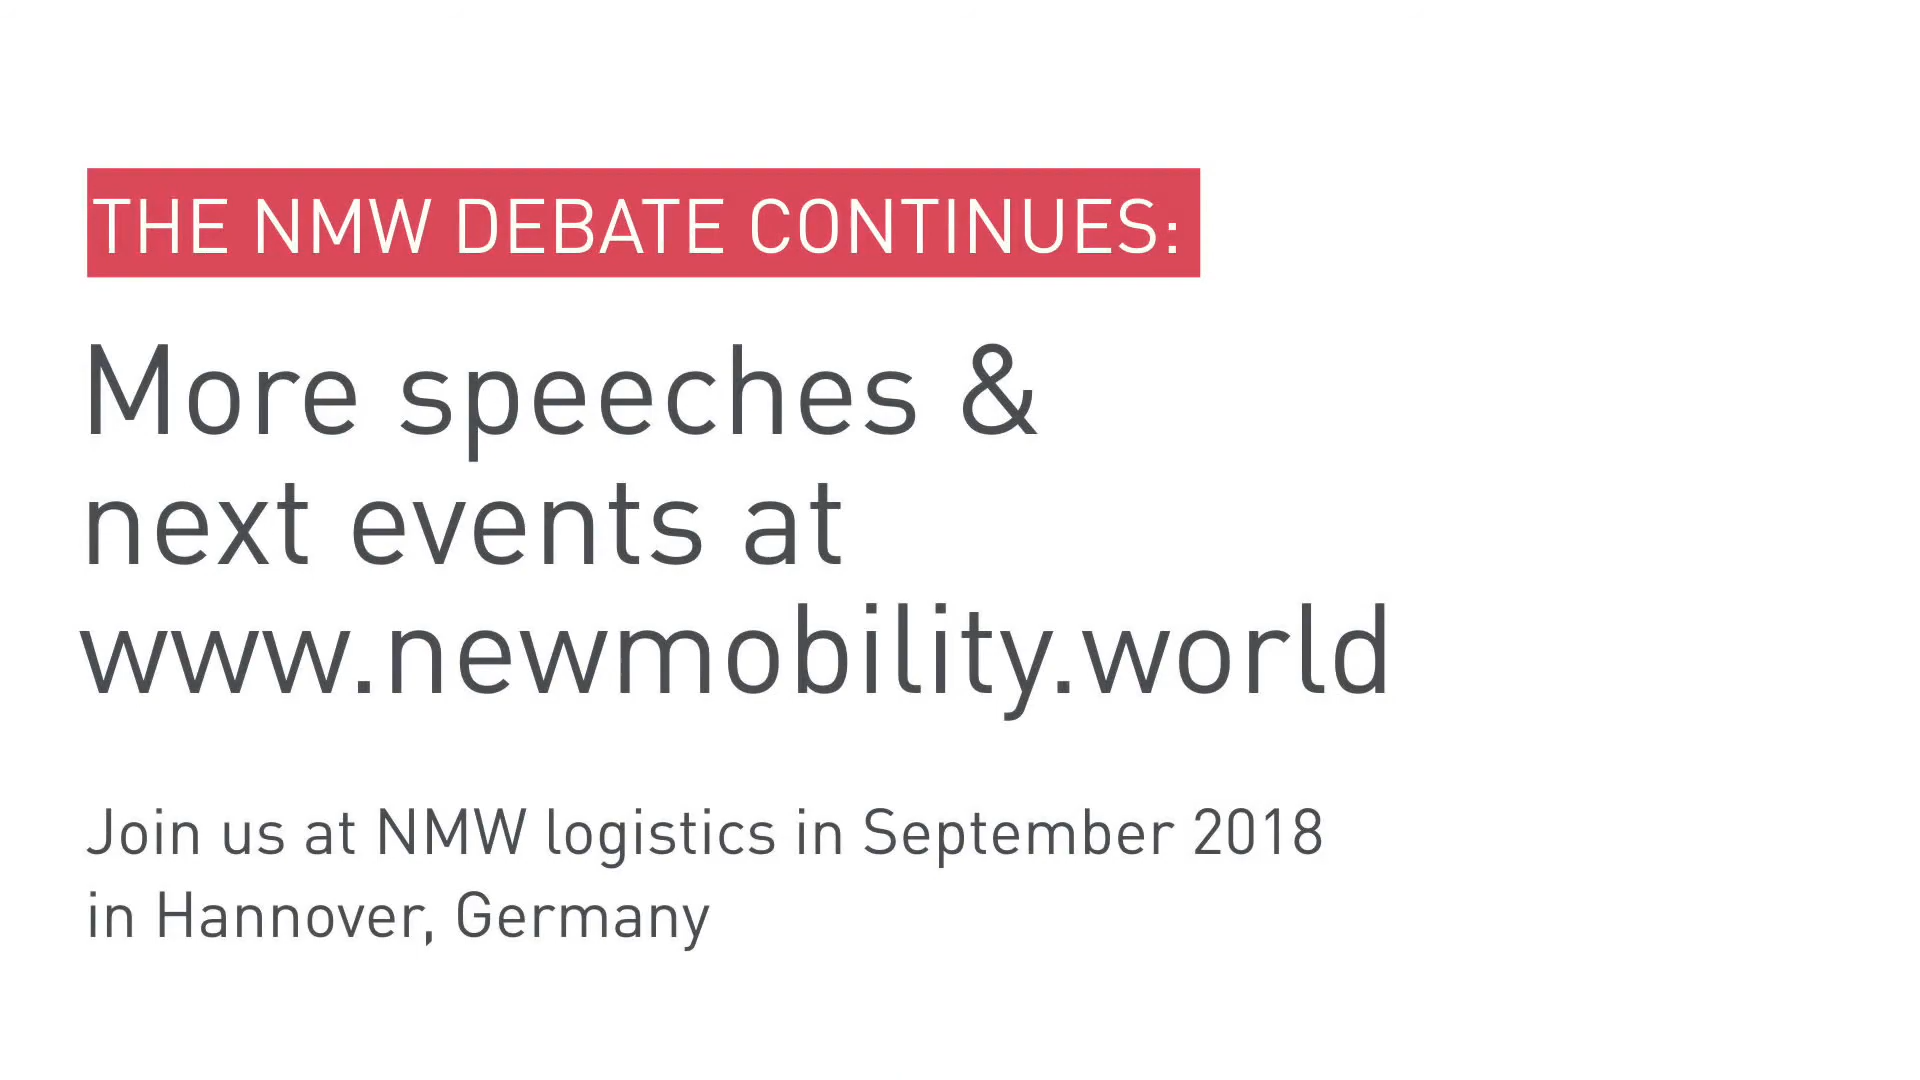 THE NMW DEBATE CONTINUES:
More speeches &
next events at
www.newmobility.world
Join us at NMW logistics in September 2018
in Hannover, Germany